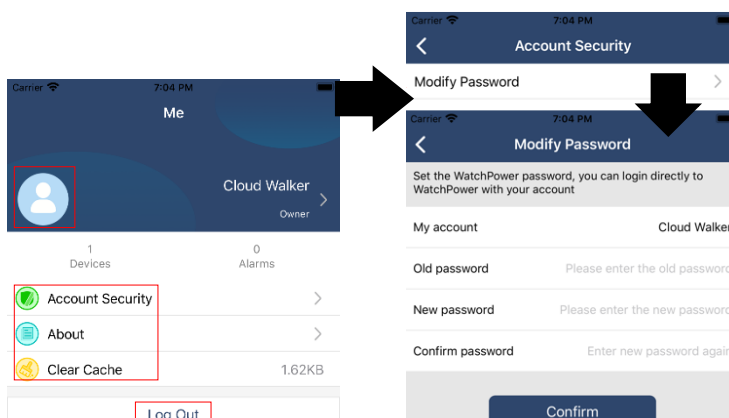 Carrier 7:04 PM
Me
Cloud Walker
Owner
1 0
Devices Alarms
Account Security
About
Clear Cache 1.62KB
Log Out
Carrier 7:04 PM
Account Security
Modify Password
Carrier 7:04 PM
Modify Password
Set the WatchPower password, you can login directly to
WatchPower with your account
My account Cloud Walker
Old password Please enter the old password
New password Please enter the new password
Confirm password Enter new password again
Confirm